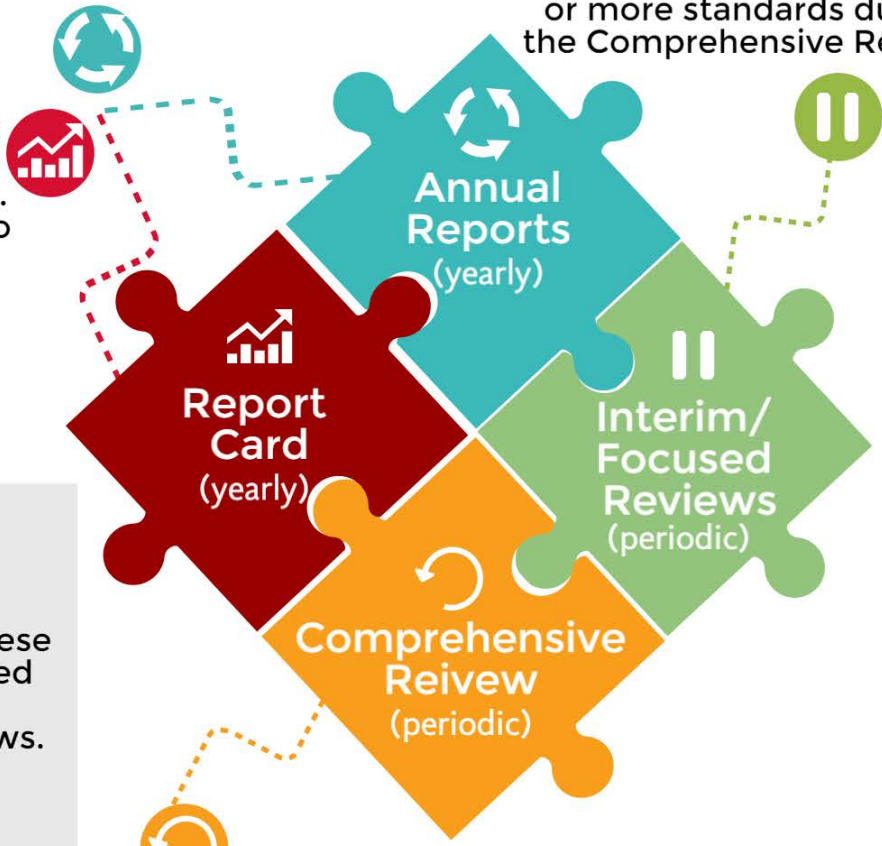 or more standards du
the Comprehensive Re
.
o
Annual
Reports
(yearly)
Report
Card
(yearly)
Interim/
Focused
Reviews
(periodic)
ese
ed
ws.
Comprehensive
Reivew
(periodic)